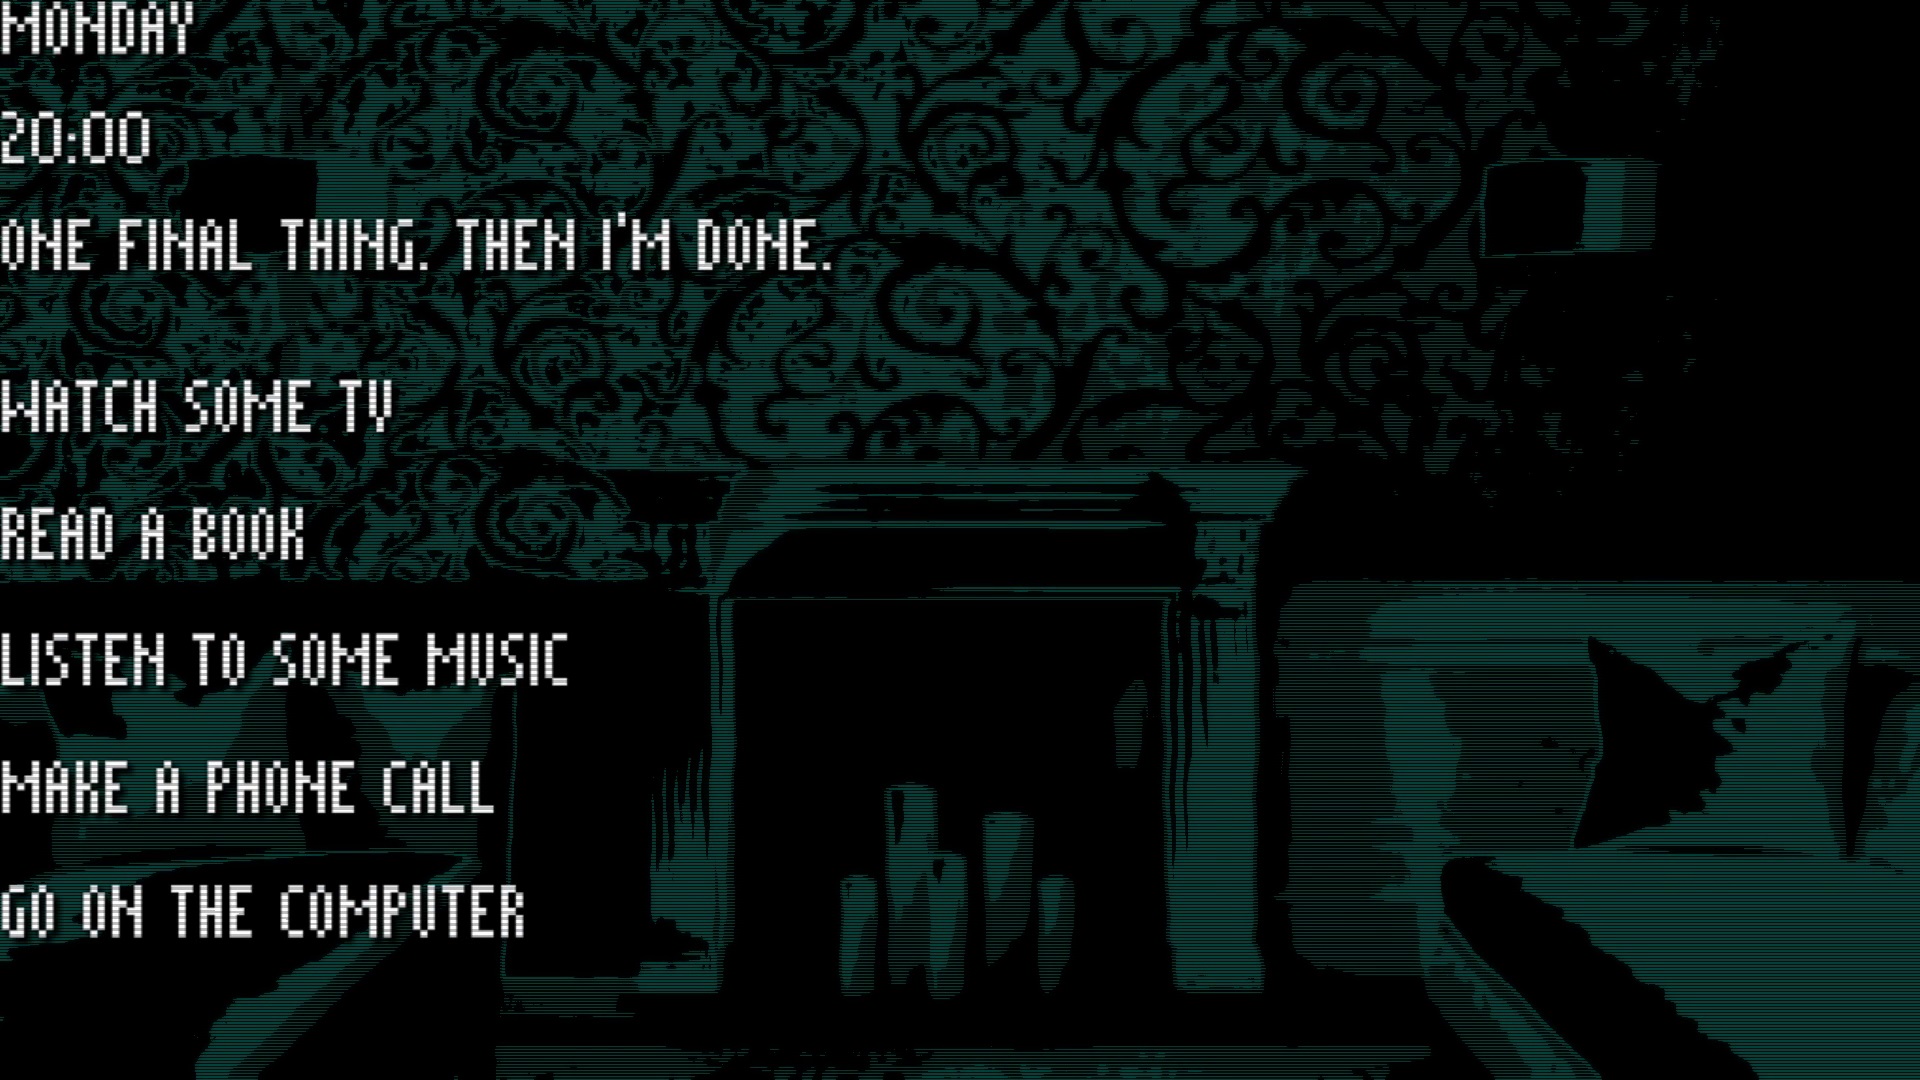 MONDAY
20:00
ONE FINAL THING. THEN I'M DONE.
WATCH SOME TV
READ A BOOK
LISTEN TO SOME MUSIC
MAKE A PHONE CALL
GO ON THE COMPUTER